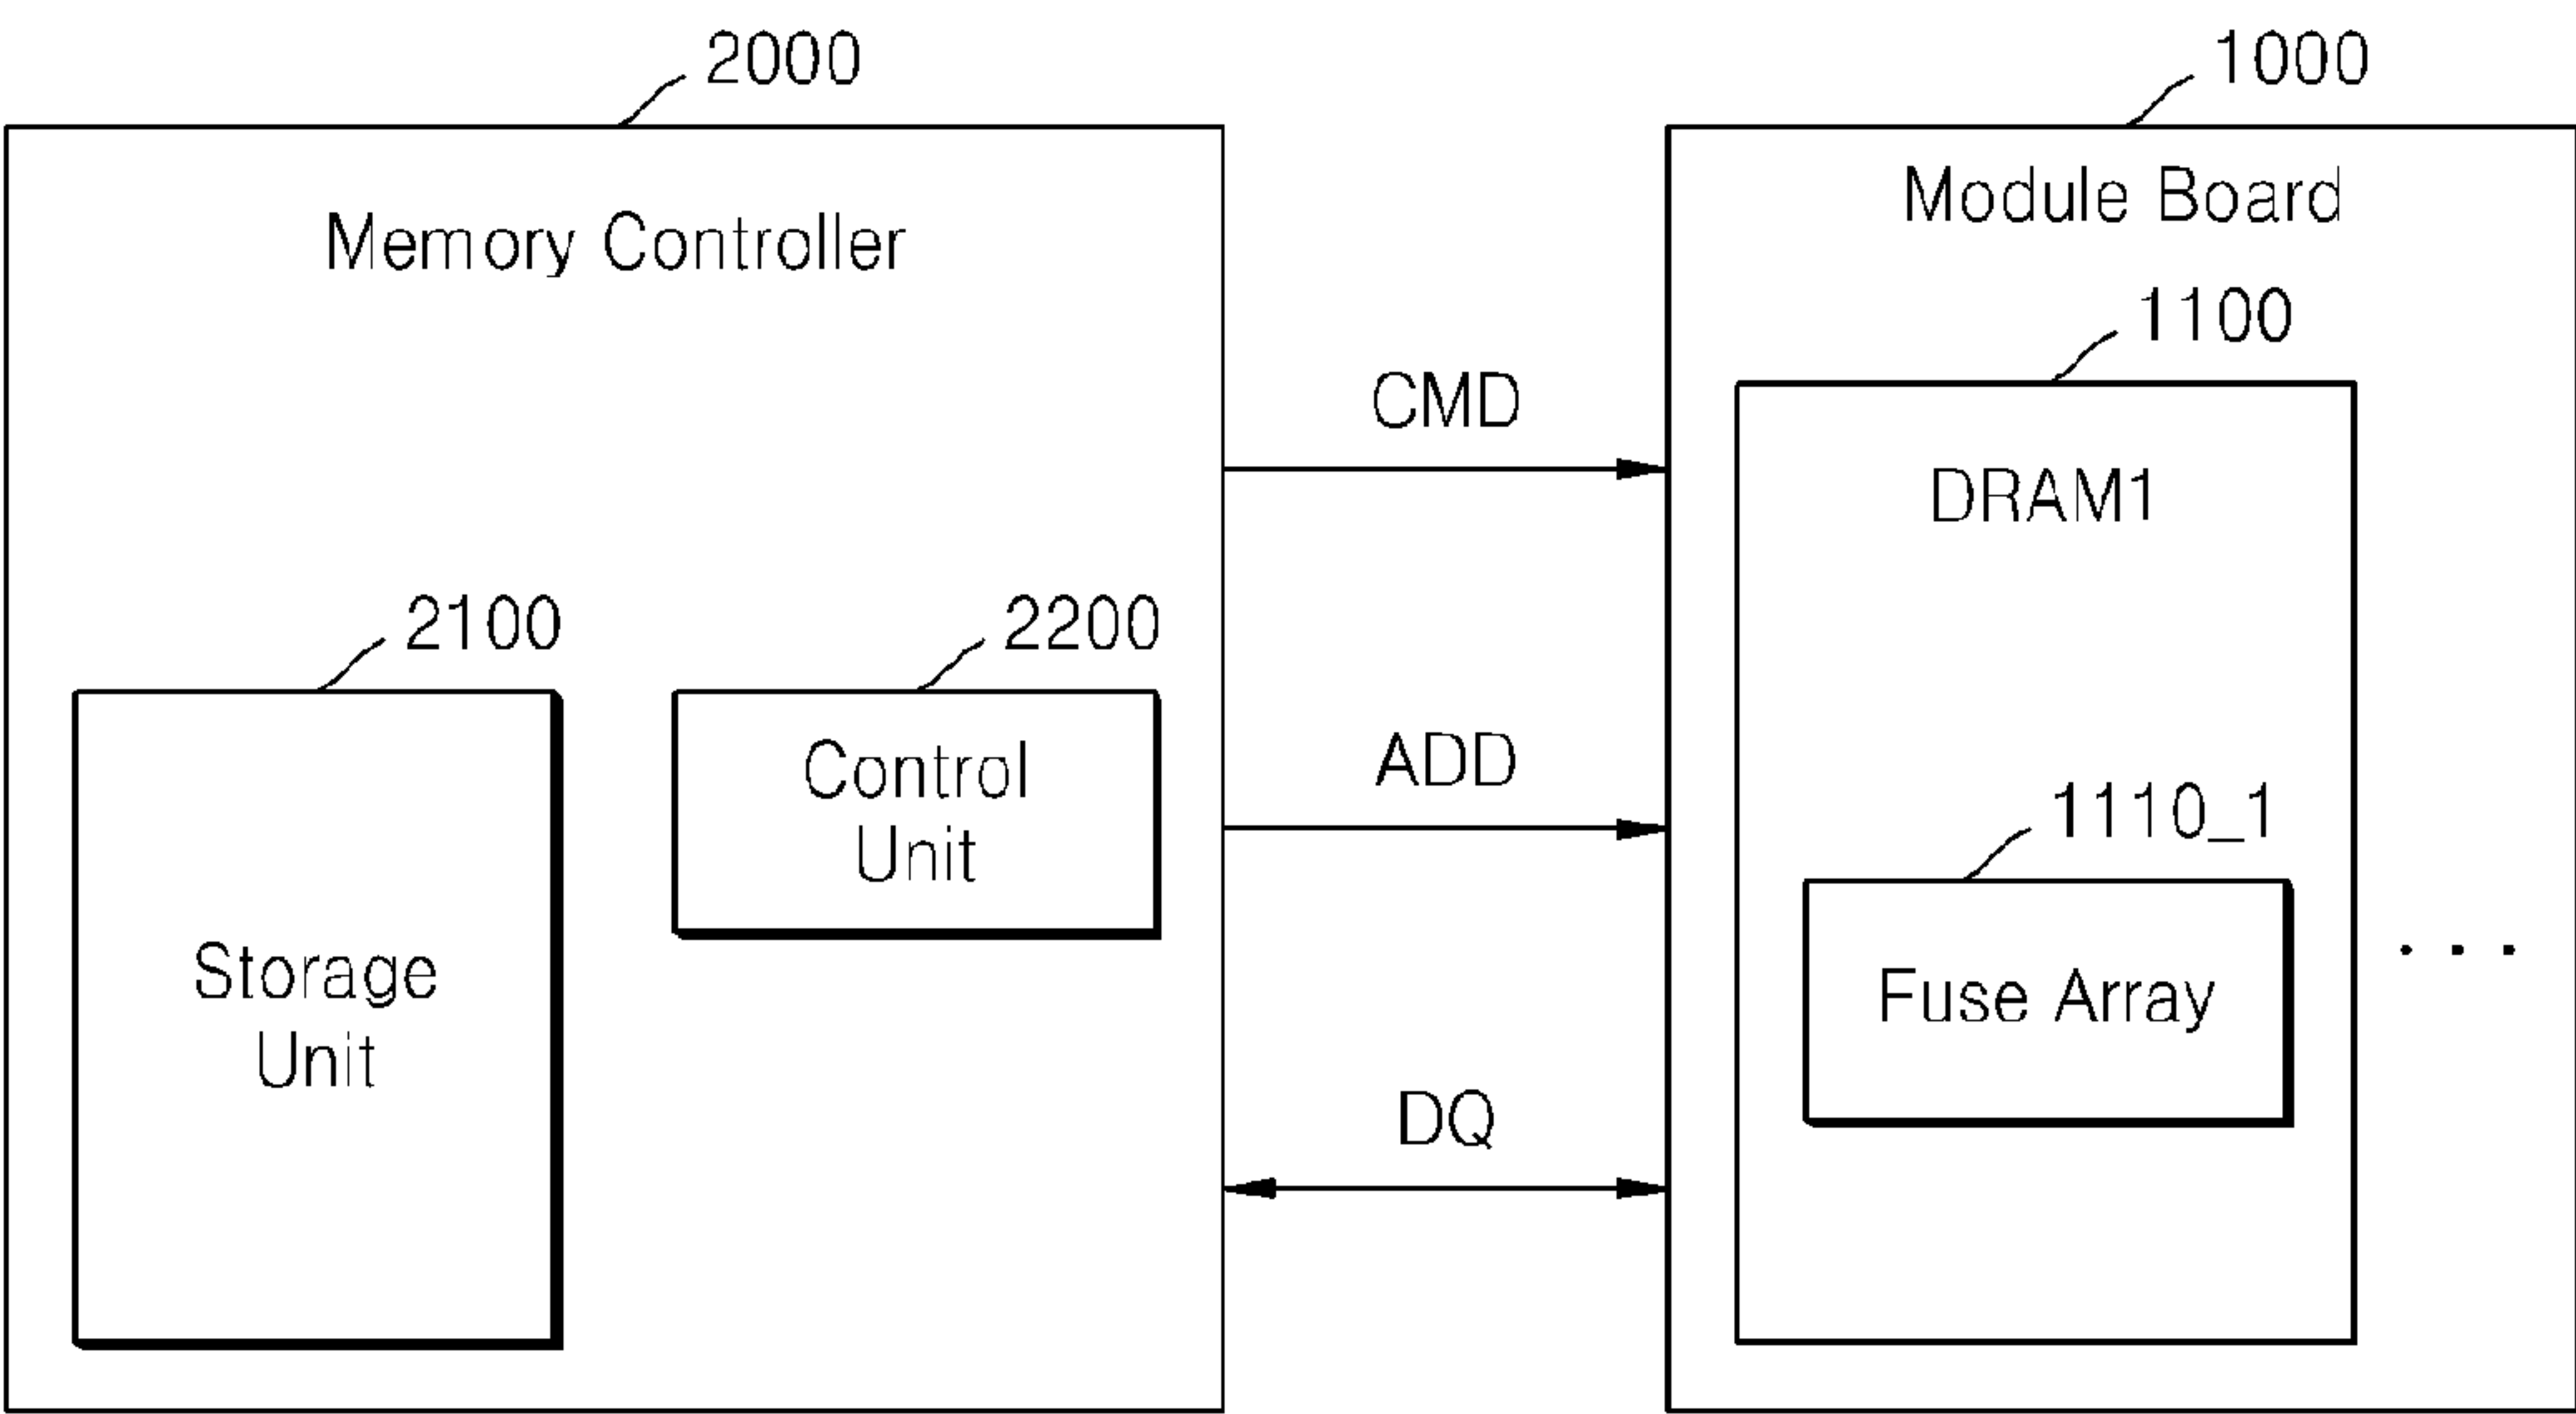 2000
Memory Controller
2100
Storage
Unit
2200
Control
Unit
CMD
ADD
DQ
1000
Module Board
1100
DRAM1
1110_1
Fuse Array
. . .